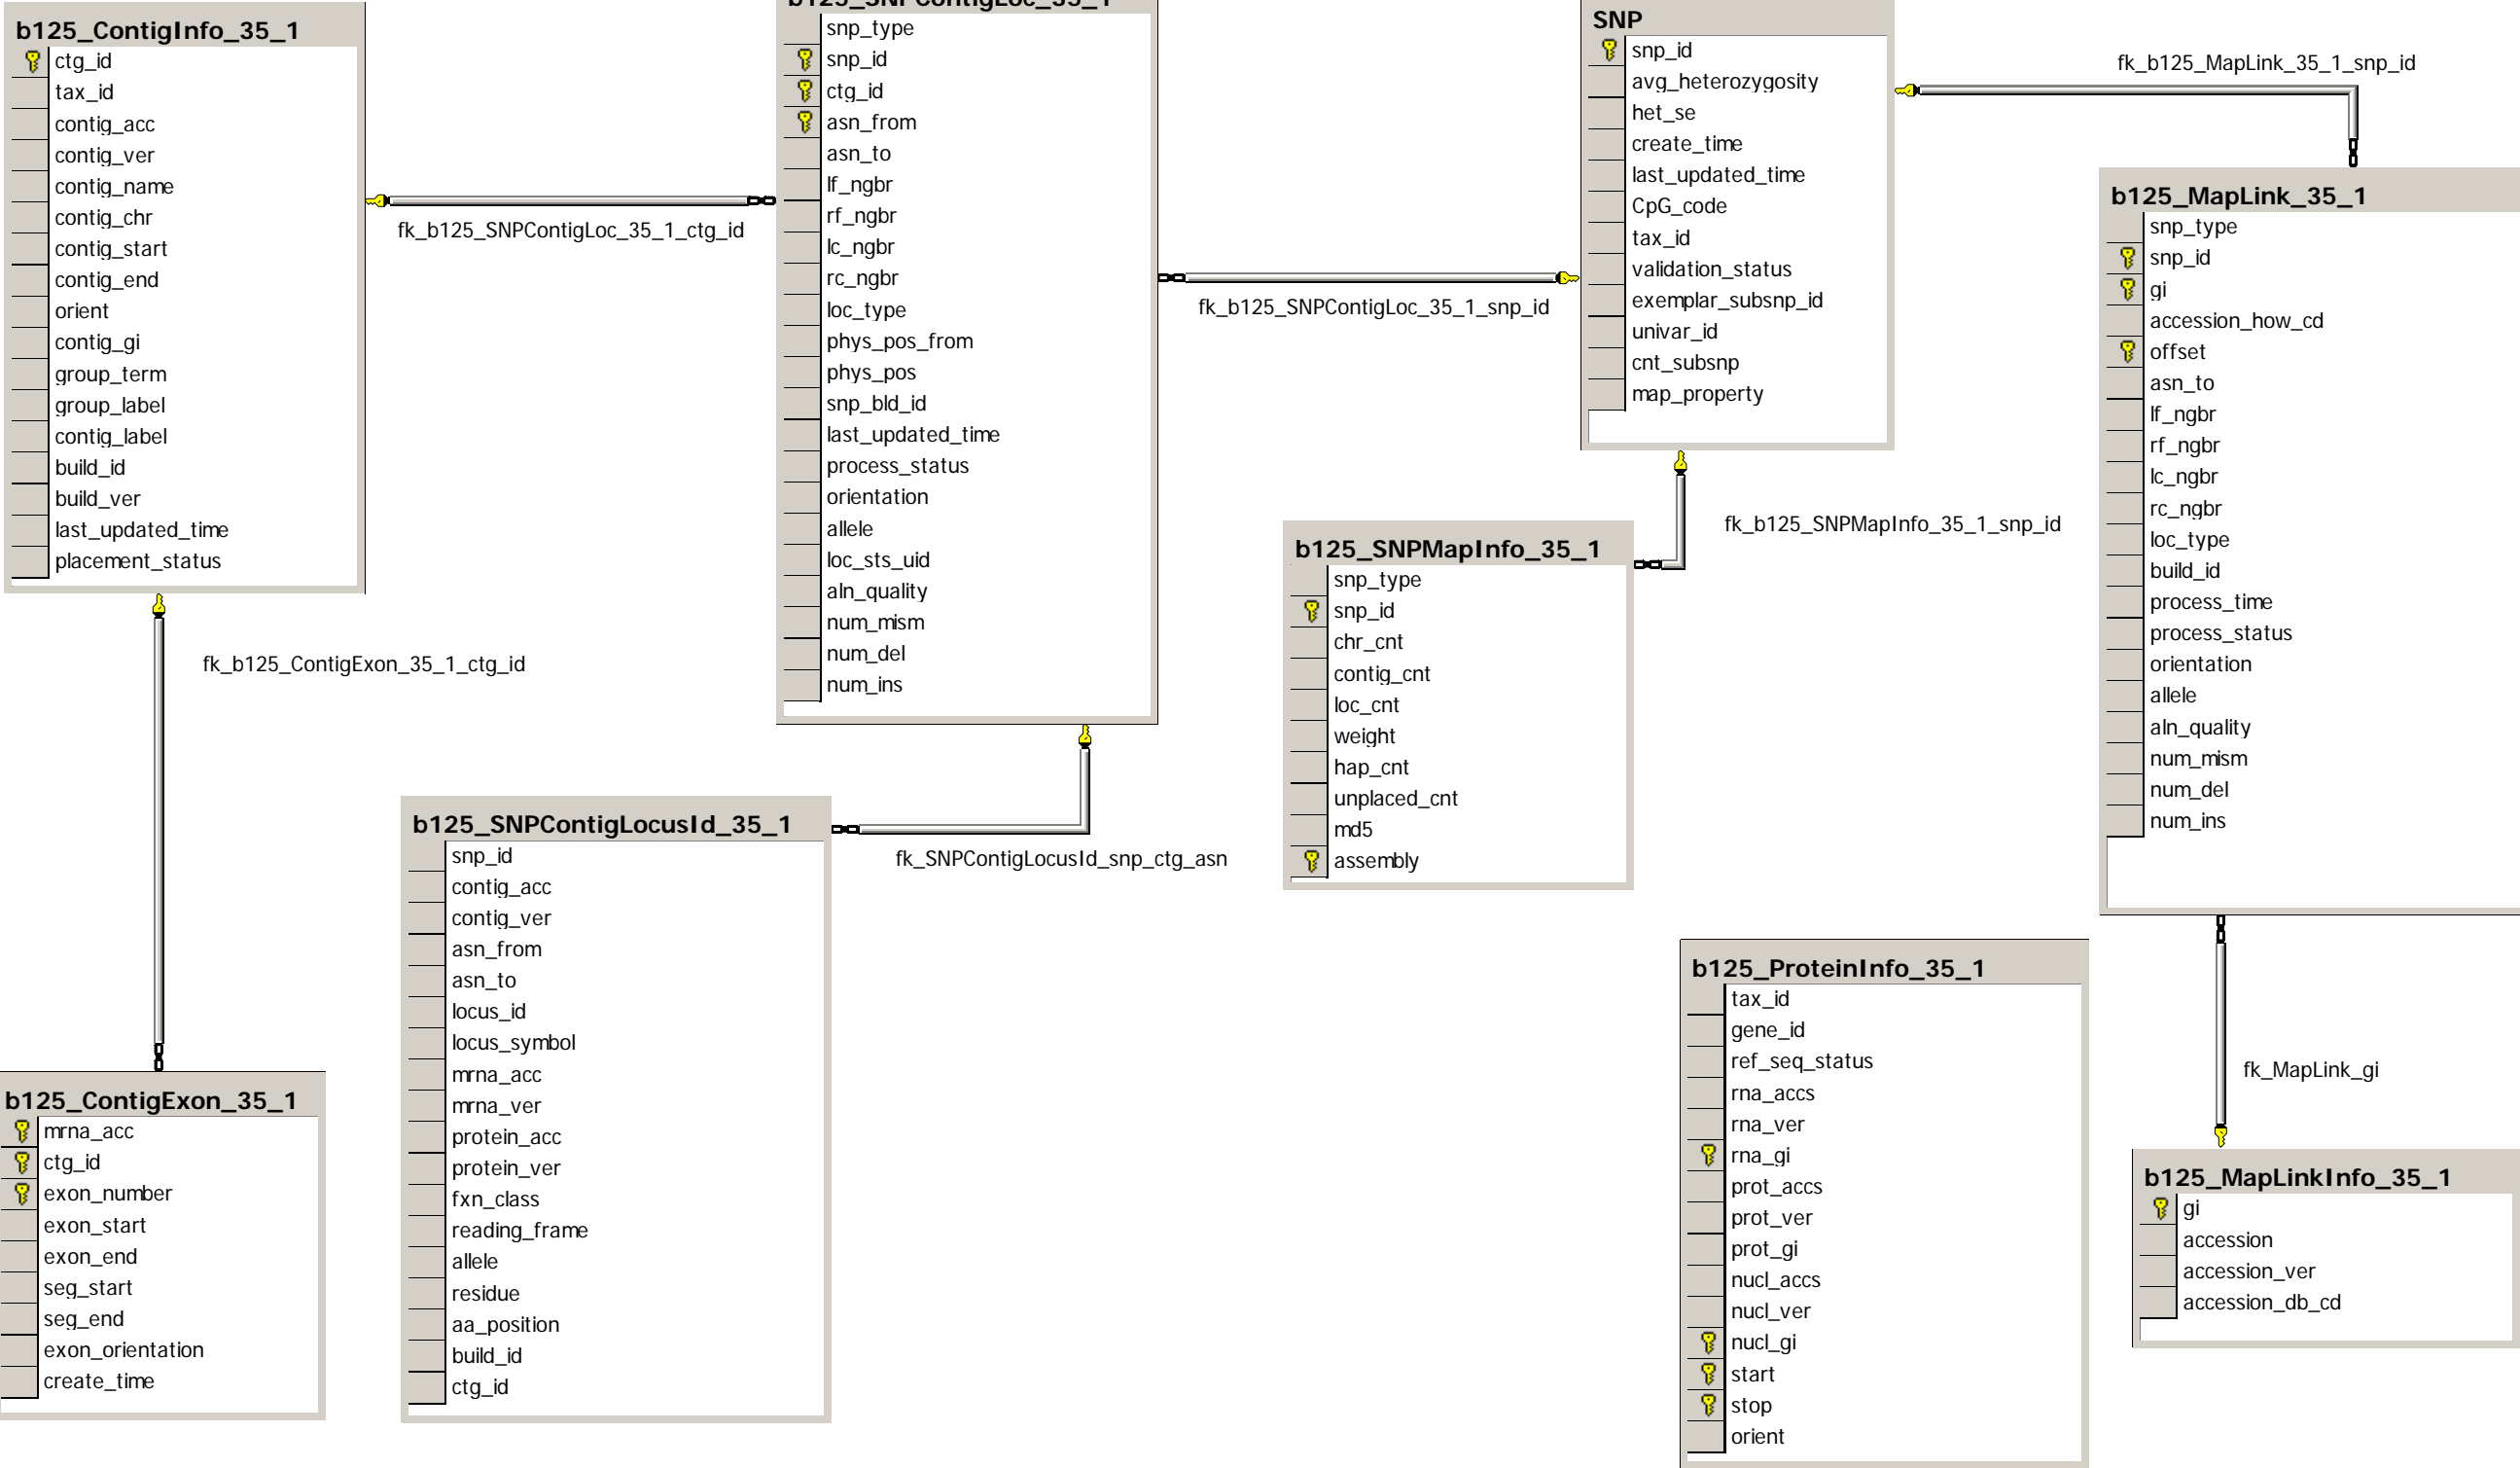 b125_ContigInfo_35_1
ctg_id
tax_id
contig_acc
contig_ver
contig_name
contig_chr
contig_start
contig_end
orient
contig_gi
group_term
group_label
contig_label
build_id
build_ver
last_updated_time
placement_status
fk_b125_SNPContigLoc_35_1_ctg_id
b125_SNPContigLoc_35_1
snp_type
snp_id
ctg_id
asn_from
asn_to
lf_ngbr
rf_ngbr
lc_ngbr
rc_ngbr
loc_type
phys_pos_from
phys_pos
snp_bld_id
last_updated_time
process_status
orientation
allele
loc_sts_uid
aln_quality
num_mism
num_del
num_ins
fk_b125_SNPContigLoc_35_1_snp_id
SNP
snp_id
avg_heterozygosity
het_se
create_time
last_updated_time
CpG_code
tax_id
validation_status
exemplar_subsnp_id
univar_id
cnt_subsnp
map_property
fk_b125_MapLink_35_1_snp_id
b125_MapLink_35_1
snp_type
snp_id
gi
accession_how_cd
offset
asn_to
lf_ngbr
rf_ngbr
lc_ngbr
rc_ngbr
loc_type
build_id
process_time
process_status
orientation
allele
aln_quality
num_mism
num_del
num_ins
fk_b125_SNPMapInfo_35_1_snp_id
b125_SNPMapInfo_35_1
snp_type
snp_id
chr_cnt
contig_cnt
loc_cnt
weight
hap_cnt
unplaced_cnt
md5
assembly
fk_b125_ContigExon_35_1_ctg_id
b125_SNPContigLocusId_35_1
snp_id
contig_acc
contig_ver
asn_from
asn_to
locus_id
locus_symbol
mrna_acc
mrna_ver
protein_acc
protein_ver
fxn_class
reading_frame
allele
residue
aa_position
build_id
ctg_id
fk_SNPContigLocusId_snp_ctg_asn
b125_ContigExon_35_1
mrna_acc
ctg_id
exon_number
exon_start
exon_end
seg_start
seg_end
exon_orientation
create_time
b125_ProteinInfo_35_1
tax_id
gene_id
ref_seq_status
rna_accs
rna_ver
rna_gi
prot_accs
prot_ver
prot_gi
nucl_accs
nucl_ver
nucl_gi
start
stop
orient
fk_MapLink_gi
b125_MapLinkInfo_35_1
gi
accession
accession_ver
accession_db_cd